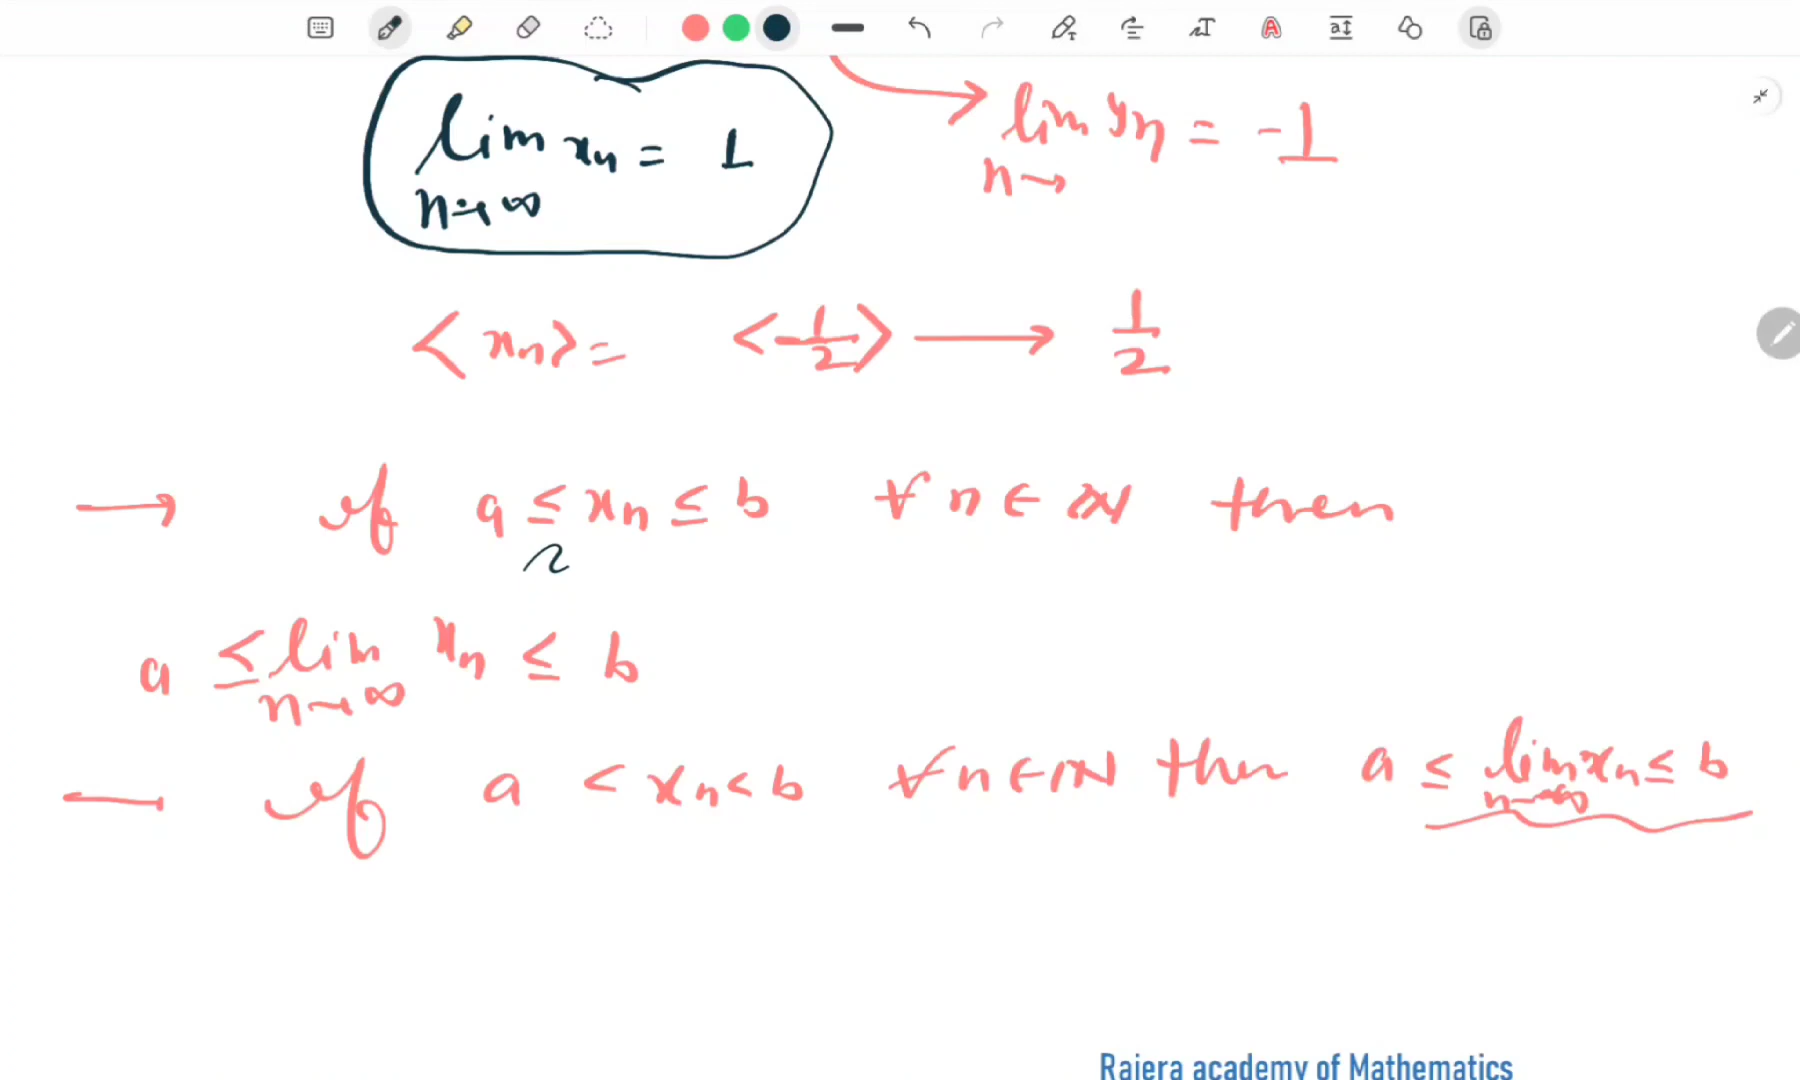 lim xn = 1
n→∞
lim yn = -1
n→
<xn> = <1/2> → 1/2
→ If a ≤ xn ≤ b ∀ n ∈ N then
a ≤ lim xn ≤ b
n→∞
— If a < xn < b ∀ n ∈ N then a ≤ lim xn ≤ b
n→∞
Rajera academy of Mathematics